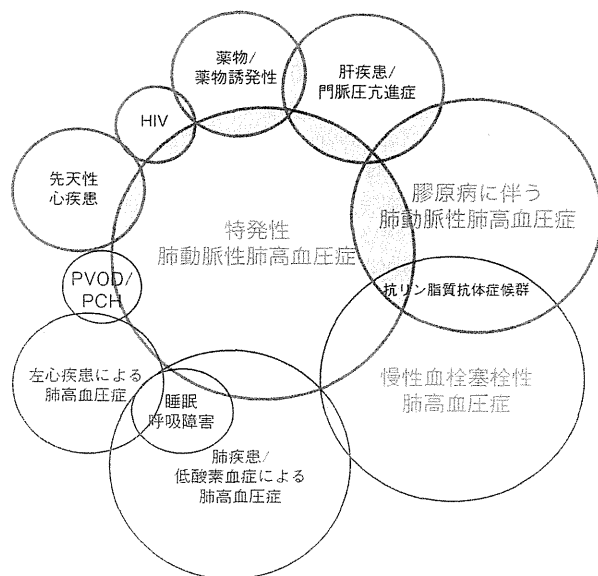 薬物/
薬物誘発性
肝疾患/
門脈圧亢進症
HIV
先天性
心疾患
膠原病に伴う
肺動脈性肺高血圧症
特発性
肺動脈性肺高血圧症
PVOD/
PCH
抗リン脂質抗体症候群
左心疾患による
肺高血圧症
慢性血栓塞栓性
肺高血圧症
睡眠
呼吸障害
肺疾患/
低酸素血症による
肺高血圧症